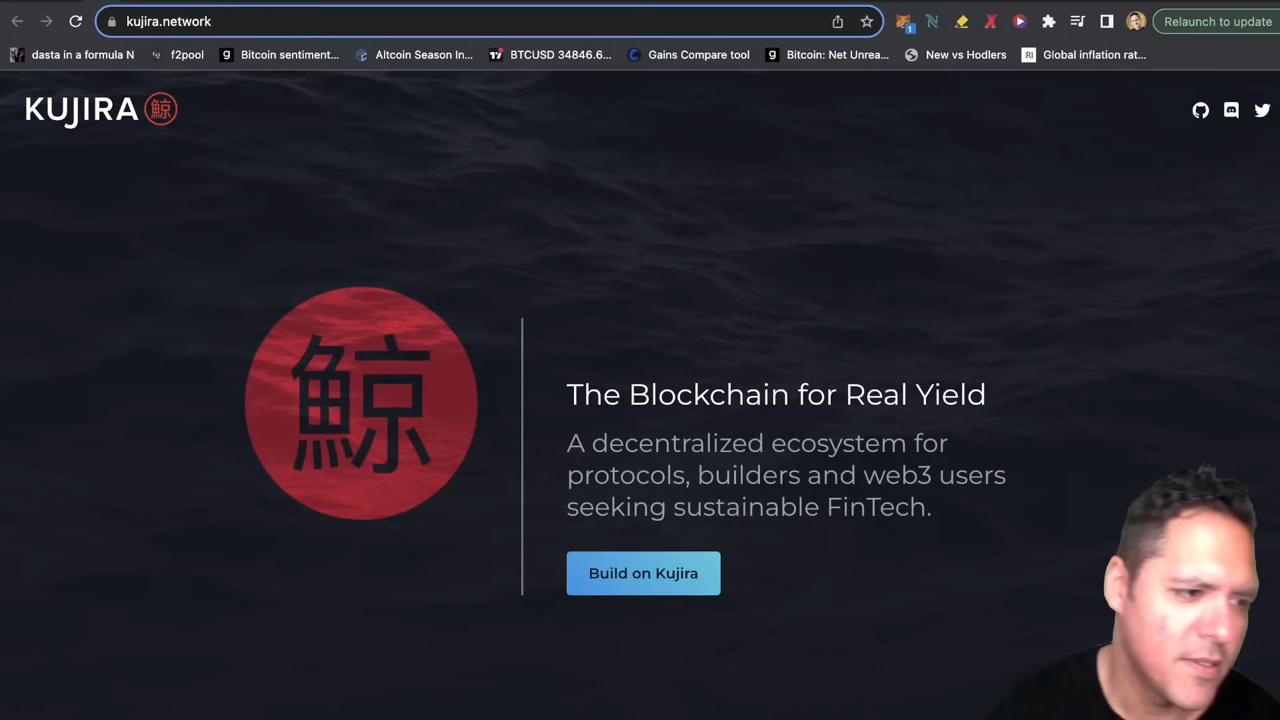 kujira.network
1
Relaunch to update
dasta in a formula N
f2pool
Bitcoin sentiment...
Altcoin Season In...
BTCUSD 34846.6...
Gains Compare tool
Bitcoin: Net Unrea...
New vs Hodlers
RI
Global inflation rat...
KUJIRA 鯨
鯨
The Blockchain for Real Yield
A decentralized ecosystem for
protocols, builders and web3 users
seeking sustainable FinTech.
Build on Kujira